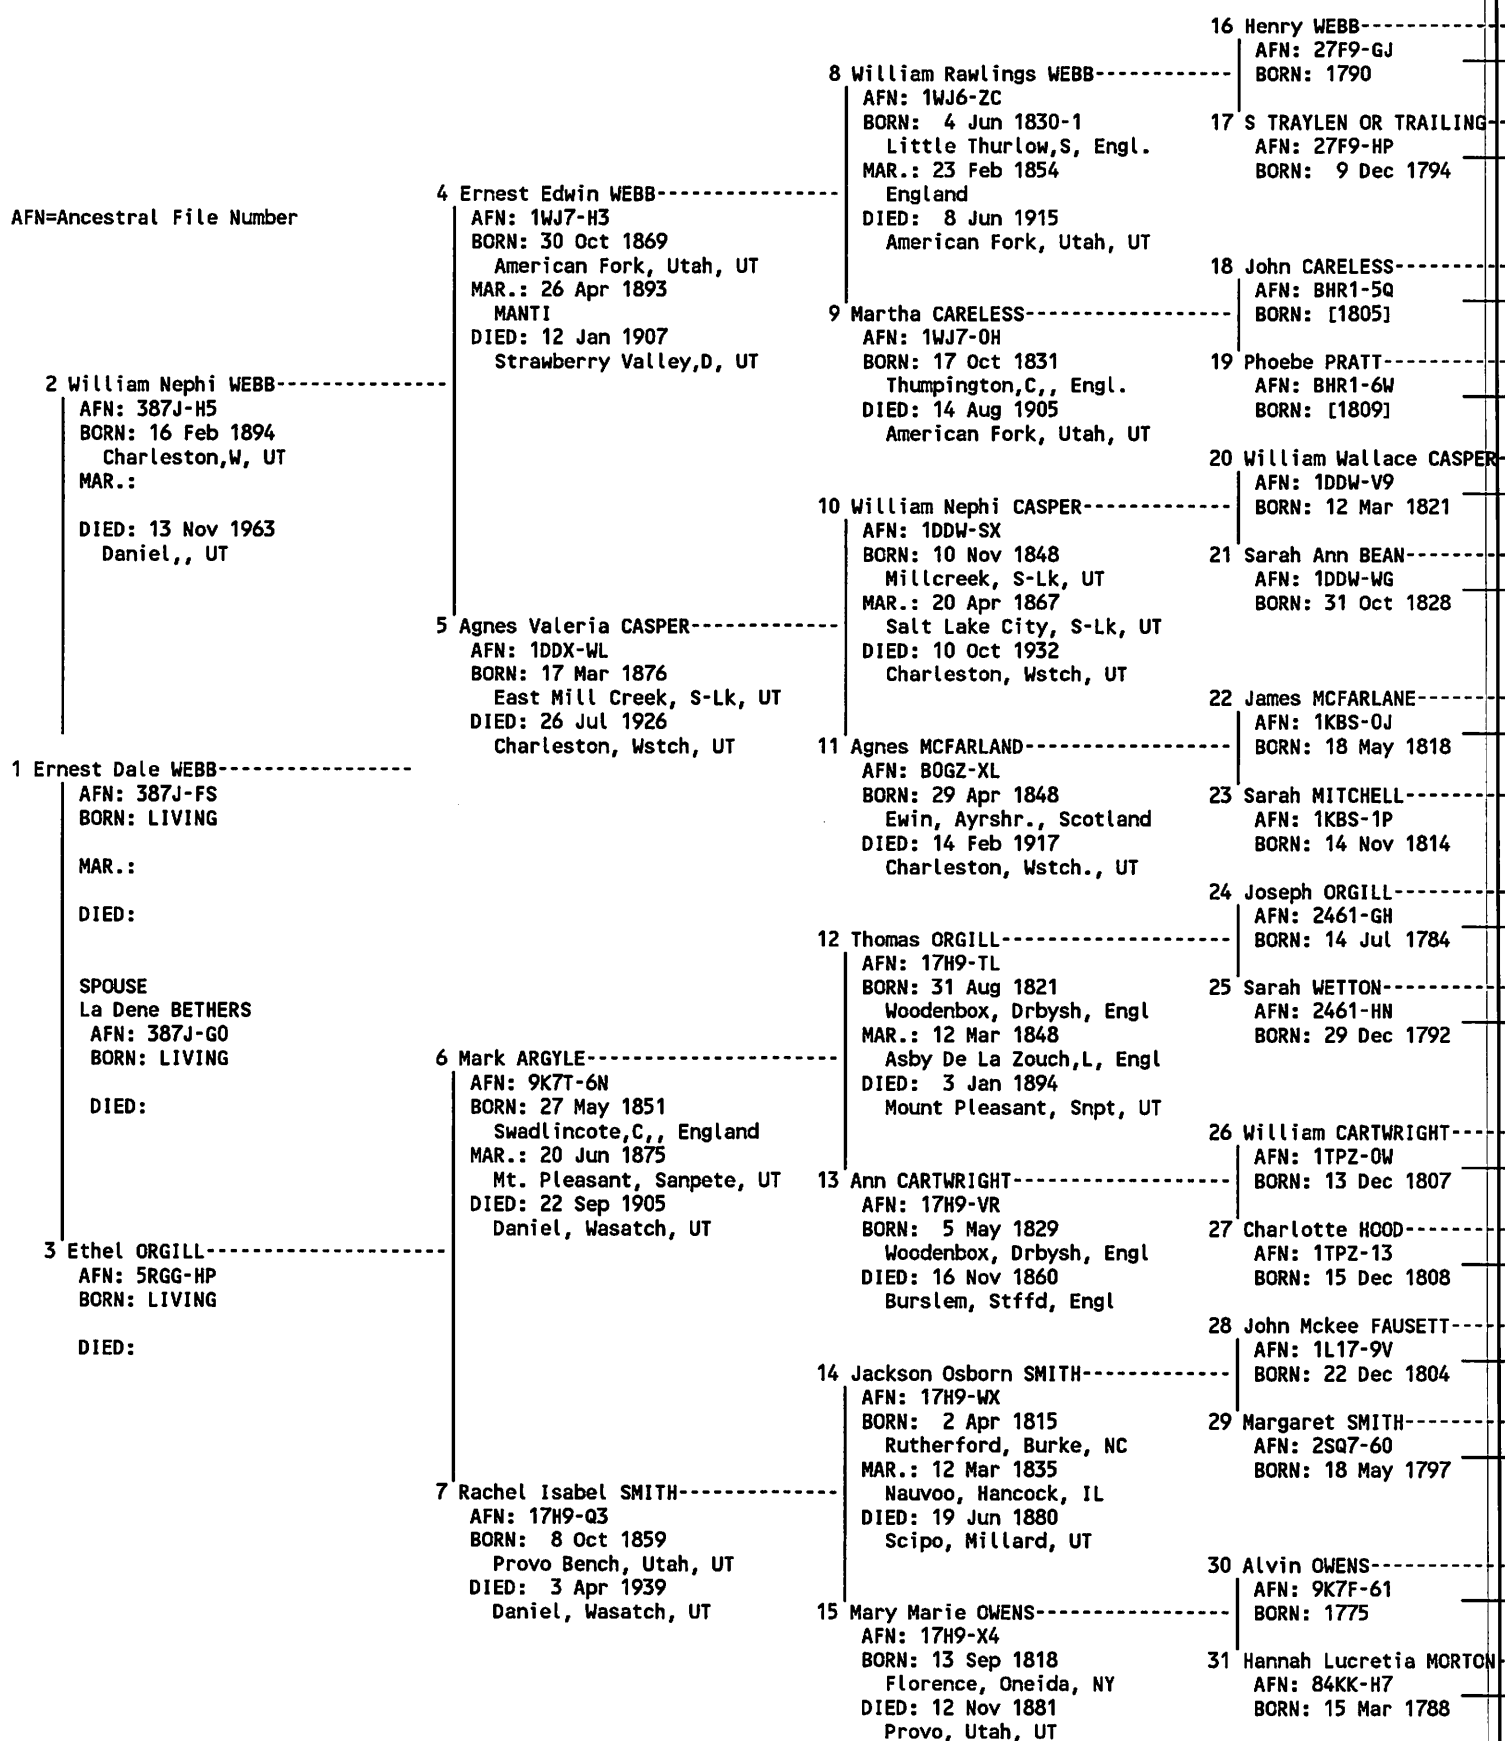 AFN=Ancestral File Number
1 Ernest Dale WEBB----------------
AFN: 387J-FS
BORN: LIVING
MAR.:
DIED:
SPOUSE
La Dene BETHERS
AFN: 387J-GO
BORN: LIVING
DIED:
2 William Nephi WEBB--------------
AFN: 387J-H5
BORN: 16 Feb 1894
Charleston,W, UT
MAR.:
DIED: 13 Nov 1963
Daniel,, UT
3 Ethel ORGILL--------------------
AFN: 5RGG-HP
BORN: LIVING
DIED:
4 Ernest Edwin WEBB---------------
AFN: 1WJ7-H3
BORN: 30 Oct 1869
American Fork, Utah, UT
MAR.: 26 Apr 1893
MANTI
DIED: 12 Jan 1907
Strawberry Valley,D, UT
5 Agnes Valeria CASPER------------
AFN: 1DDX-WL
BORN: 17 Mar 1876
East Mill Creek, S-Lk, UT
DIED: 26 Jul 1926
Charleston, Wstch, UT
6 Mark ARGYLE---------------------
AFN: 9K7T-6N
BORN: 27 May 1851
Swadlincote,C,, England
MAR.: 20 Jun 1875
Mt. Pleasant, Sanpete, UT
DIED: 22 Sep 1905
Daniel, Wasatch, UT
7 Rachel Isabel SMITH-------------
AFN: 17H9-Q3
BORN: 8 Oct 1859
Provo Bench, Utah, UT
DIED: 3 Apr 1939
Daniel, Wasatch, UT
8 William Rawlings WEBB-----------
AFN: 1WJ6-ZC
BORN: 4 Jun 1830-1
Little Thurlow,S, Engl.
MAR.: 23 Feb 1854
England
DIED: 8 Jun 1915
American Fork, Utah, UT
9 Martha CARELESS-----------------
AFN: 1WJ7-0H
BORN: 17 Oct 1831
Thumpington,C,, Engl.
DIED: 14 Aug 1905
American Fork, Utah, UT
10 William Nephi CASPER------------
AFN: 1DDW-SX
BORN: 10 Nov 1848
Millcreek, S-Lk, UT
MAR.: 20 Apr 1867
Salt Lake City, S-Lk, UT
DIED: 10 Oct 1932
Charleston, Wstch, UT
11 Agnes MCFARLAND-----------------
AFN: B0GZ-XL
BORN: 29 Apr 1848
Ewin, Ayrshr., Scotland
DIED: 14 Feb 1917
Charleston, Wstch., UT
12 Thomas ORGILL-------------------
AFN: 17H9-TL
BORN: 31 Aug 1821
Woodenbox, Drbysh, Engl
MAR.: 12 Mar 1848
Asby De La Zouch,L, Engl
DIED: 3 Jan 1894
Mount Pleasant, Snpt, UT
13 Ann CARTWRIGHT------------------
AFN: 17H9-VR
BORN: 5 May 1829
Woodenbox, Drbysh, Engl
DIED: 16 Nov 1860
Burslem, Stffd, Engl
14 Jackson Osborn SMITH------------
AFN: 17H9-WX
BORN: 2 Apr 1815
Rutherford, Burke, NC
MAR.: 12 Mar 1835
Nauvoo, Hancock, IL
DIED: 19 Jun 1880
Scipo, Millard, UT
15 Mary Marie OWENS----------------
AFN: 17H9-X4
BORN: 13 Sep 1818
Florence, Oneida, NY
DIED: 12 Nov 1881
Provo, Utah, UT
16 Henry WEBB------------
AFN: 27F9-GJ
BORN: 1790
17 S TRAYLEN OR TRAILING-
AFN: 27F9-HP
BORN: 9 Dec 1794
18 John CARELESS---------
AFN: BHR1-5Q
BORN: [1805]
19 Phoebe PRATT----------
AFN: BHR1-6W
BORN: [1809]
20 William Wallace CASPER-
AFN: 1DDW-V9
BORN: 12 Mar 1821
21 Sarah Ann BEAN--------
AFN: 1DDW-WG
BORN: 31 Oct 1828
22 James MCFARLANE-------
AFN: 1KBS-0J
BORN: 18 May 1818
23 Sarah MITCHELL--------
AFN: 1KBS-1P
BORN: 14 Nov 1814
24 Joseph ORGILL---------
AFN: 2461-GH
BORN: 14 Jul 1784
25 Sarah WETTON----------
AFN: 2461-HN
BORN: 29 Dec 1792
26 William CARTWRIGHT----
AFN: 1TPZ-0W
BORN: 13 Dec 1807
27 Charlotte HOOD--------
AFN: 1TPZ-13
BORN: 15 Dec 1808
28 John Mckee FAUSETT----
AFN: 1L17-9V
BORN: 22 Dec 1804
29 Margaret SMITH--------
AFN: 2SQ7-60
BORN: 18 May 1797
30 Alvin OWENS-----------
AFN: 9K7F-61
BORN: 1775
31 Hannah Lucretia MORTON-
AFN: 84KK-H7
BORN: 15 Mar 1788